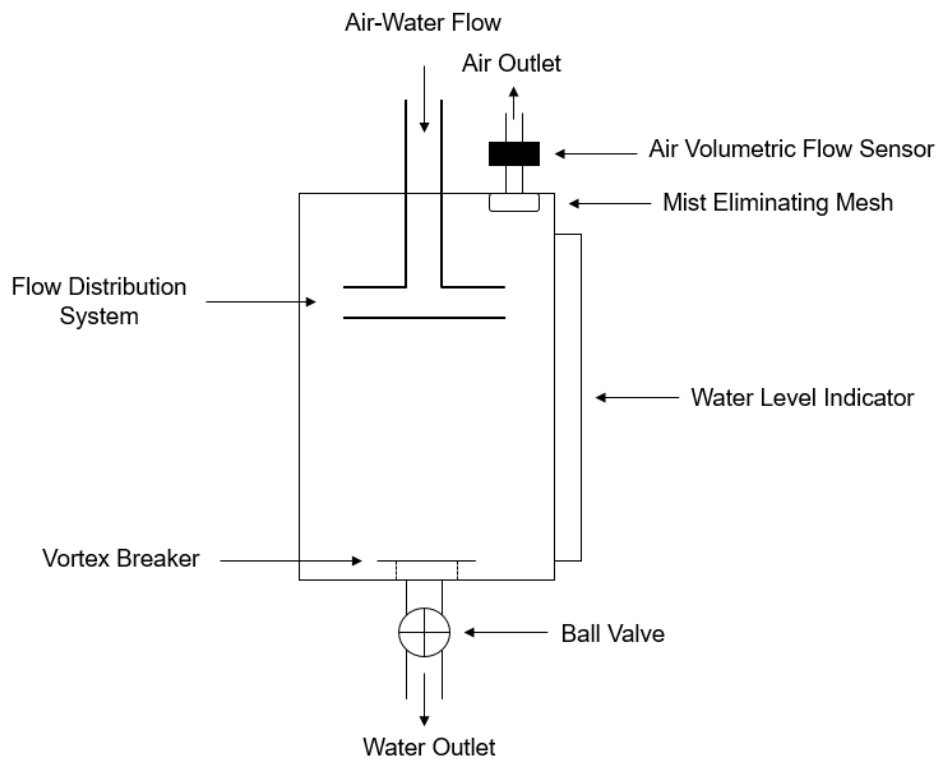 Air-Water Flow
Air Outlet
Air Volumetric Flow Sensor
Mist Eliminating Mesh
Flow Distribution
System
Water Level Indicator
Vortex Breaker
Ball Valve
Water Outlet